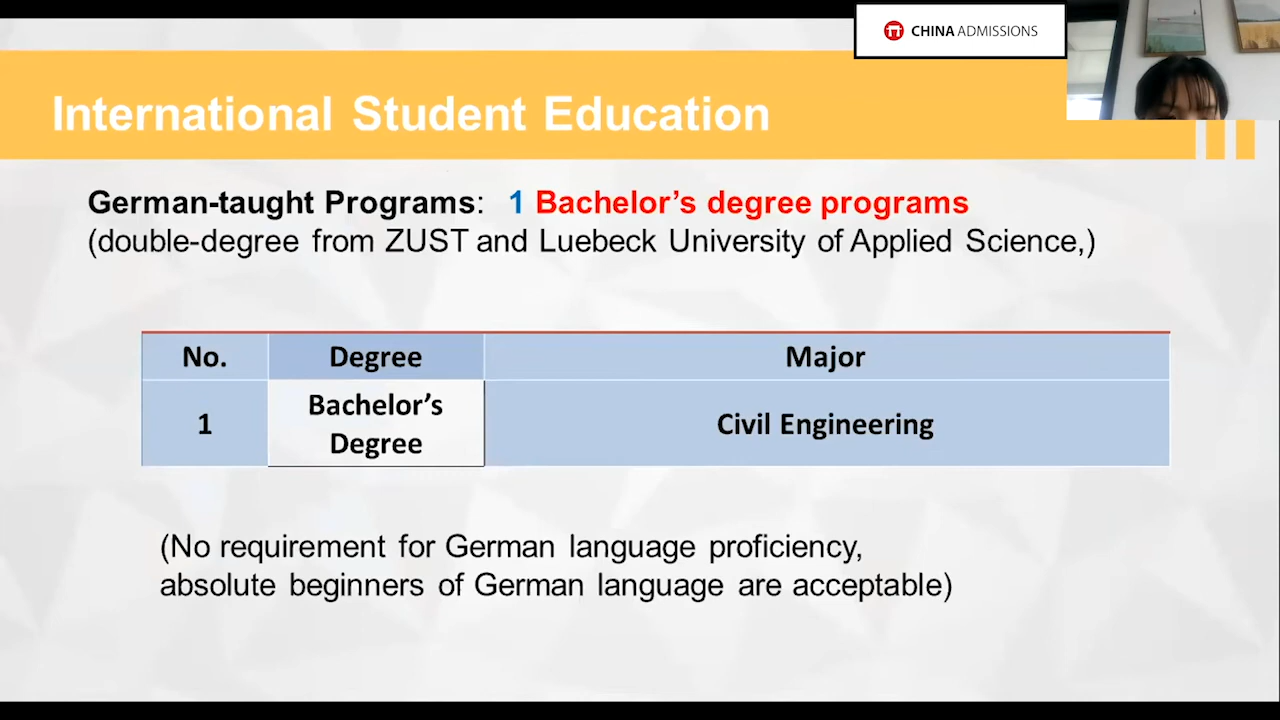 CHINA ADMISSIONS
International Student Education
German-taught Programs: 1 Bachelor's degree programs
(double-degree from ZUST and Luebeck University of Applied Science,)
No. Degree Major
1 Bachelor's Degree Civil Engineering
(No requirement for German language proficiency,
absolute beginners of German language are acceptable)